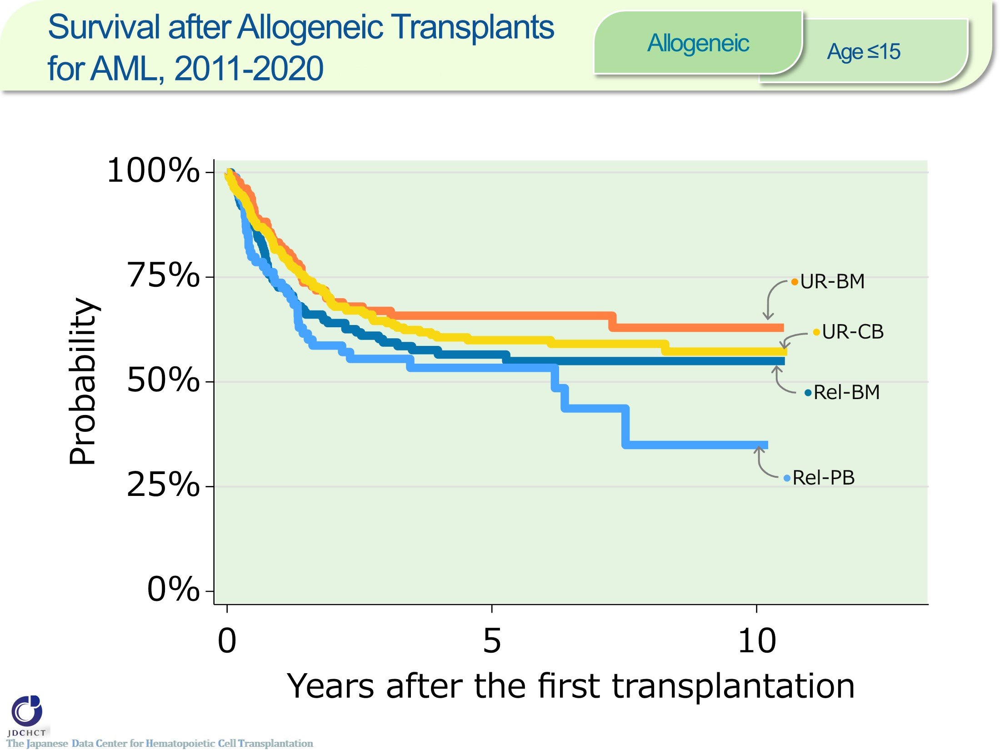 Survival after Allogeneic Transplants
for AML, 2011-2020
Allogeneic
Age ≤15
100%
75%
50%
25%
0%
Probability
UR-BM
UR-CB
Rel-BM
Rel-PB
0 5 10
Years after the first transplantation
JDCHCT
The Japanese Data Center for Hematopoietic Cell Transplantation